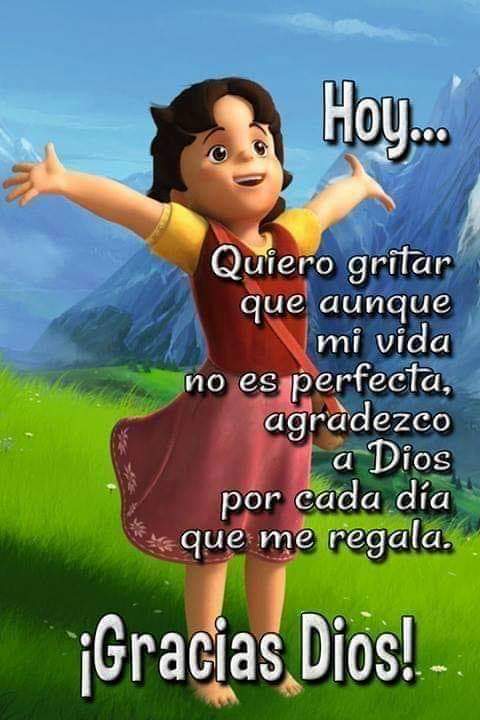 Hoy...
Quiero gritar
que aunque
mi vida
no es perfecta,
agradezco
a Dios
por cada día
que me regala.
¡Gracias Dios!